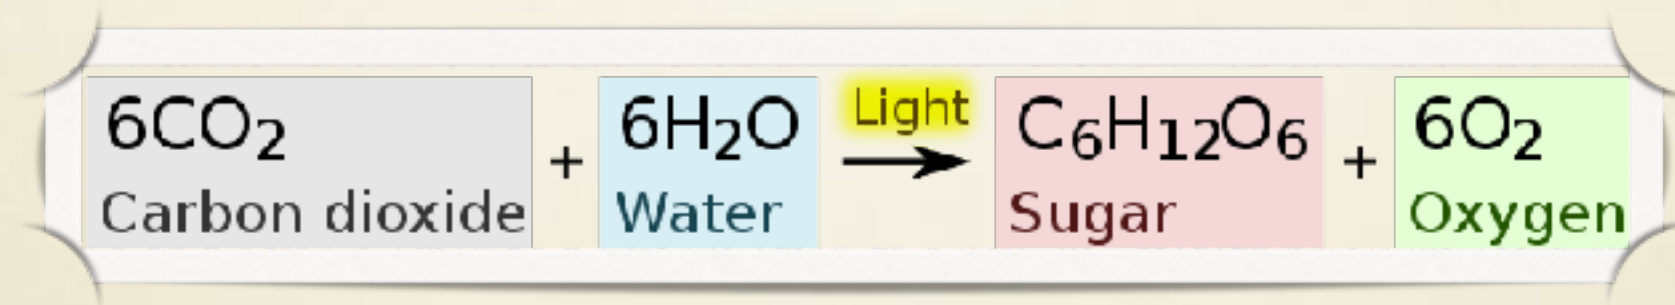 6CO₂ + 6H₂O Light → C₆H₁₂O₆ + 6O₂
Carbon dioxide Water Sugar Oxygen